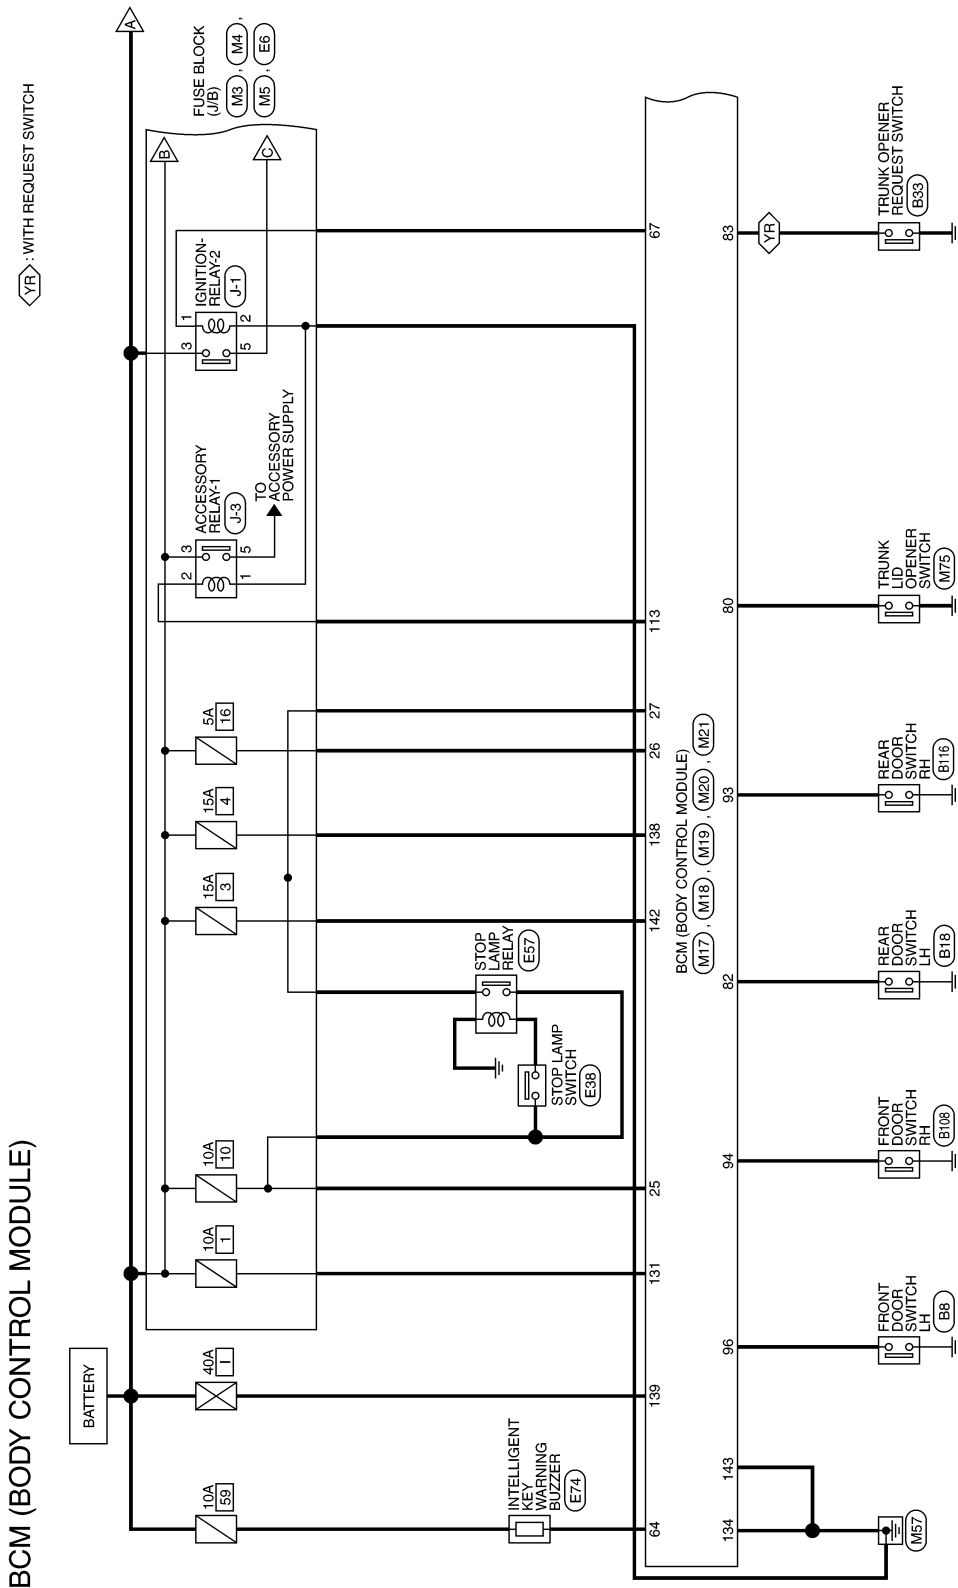 BCM (BODY CONTROL MODULE)
YR : WITH REQUEST SWITCH
BATTERY
A
FUSE BLOCK
(J/B)
M3 , M4 ,
M5 , E6
B
C
10A
59
40A
I
10A
1
10A
10
15A
3
15A
4
5A
16
ACCESSORY
RELAY-1
J-3
2
3
1
5
TO
ACCESSORY
POWER SUPPLY
IGNITION-
RELAY-2
J-1
3
1
5
2
INTELLIGENT
KEY
WARNING
BUZZER
E74
STOP LAMP
SWITCH
E38
STOP
LAMP
RELAY
E57
64
139
131
25
142
138
26
27
113
67
BCM (BODY CONTROL MODULE)
M17 , M18 , M19 , M20 , M21
134
143
96
94
82
93
80
83
YR
M57
FRONT
DOOR
SWITCH
LH
B8
FRONT
DOOR
SWITCH
RH
B108
REAR
DOOR
SWITCH
LH
B18
REAR
DOOR
SWITCH
RH
B116
TRUNK
LID
OPENER
SWITCH
M75
TRUNK OPENER
REQUEST SWITCH
B33